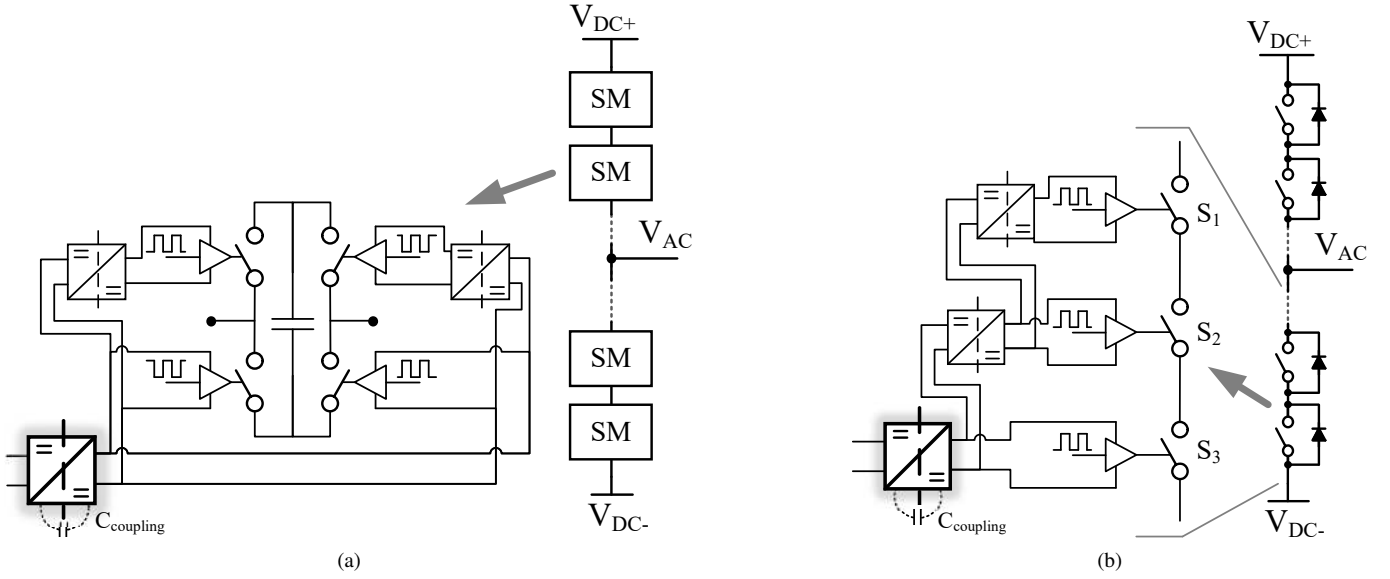 V_DC+
SM
SM
V_AC
SM
SM
V_DC-
C_coupling
(a)
V_DC+
S_1
V_AC
S_2
S_3
C_coupling
V_DC-
(b)